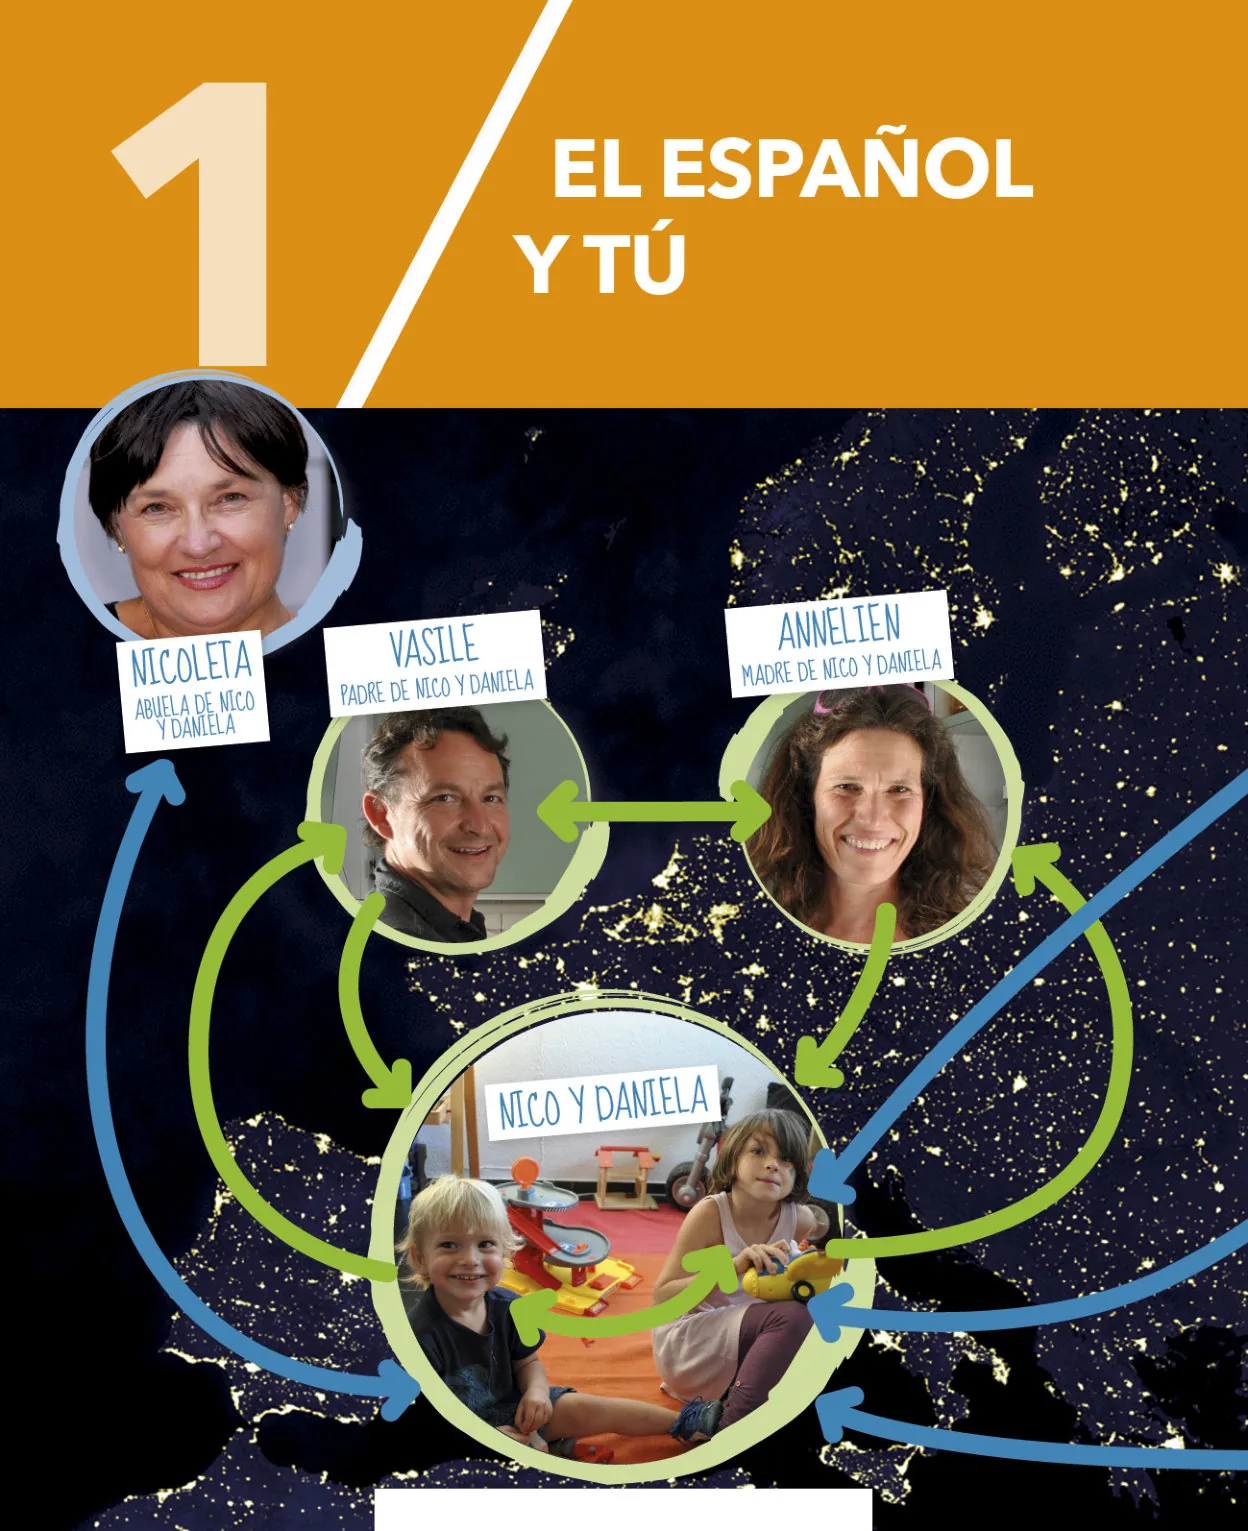 1
EL ESPAÑOL
Y TÚ
NICOLETA
ABUELA DE NICO
Y DANIELA
VASILE
PADRE DE NICO Y DANIELA
ANNELIEN
MADRE DE NICO Y DANIELA
NICO Y DANIELA